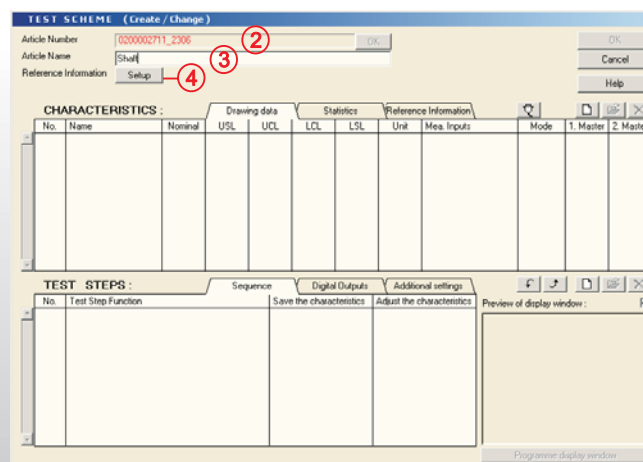 TEST SCHEME (Create / Change)
Article Number 0200002711_2306 ② OK OK
Article Name Shaft ③ Cancel
Reference Information Setup ④ Help
CHARACTERISTICS : Drawing data Statistics Reference Information
No. Name Nominal USL UCL LCL LSL Unit Mea. Inputs Mode 1. Master 2. Maste
TEST STEPS : Sequence Digital Outputs Additional settings
No. Test Step Function Save the characteristics Adjust the characteristics Preview of display window :
Programme display window